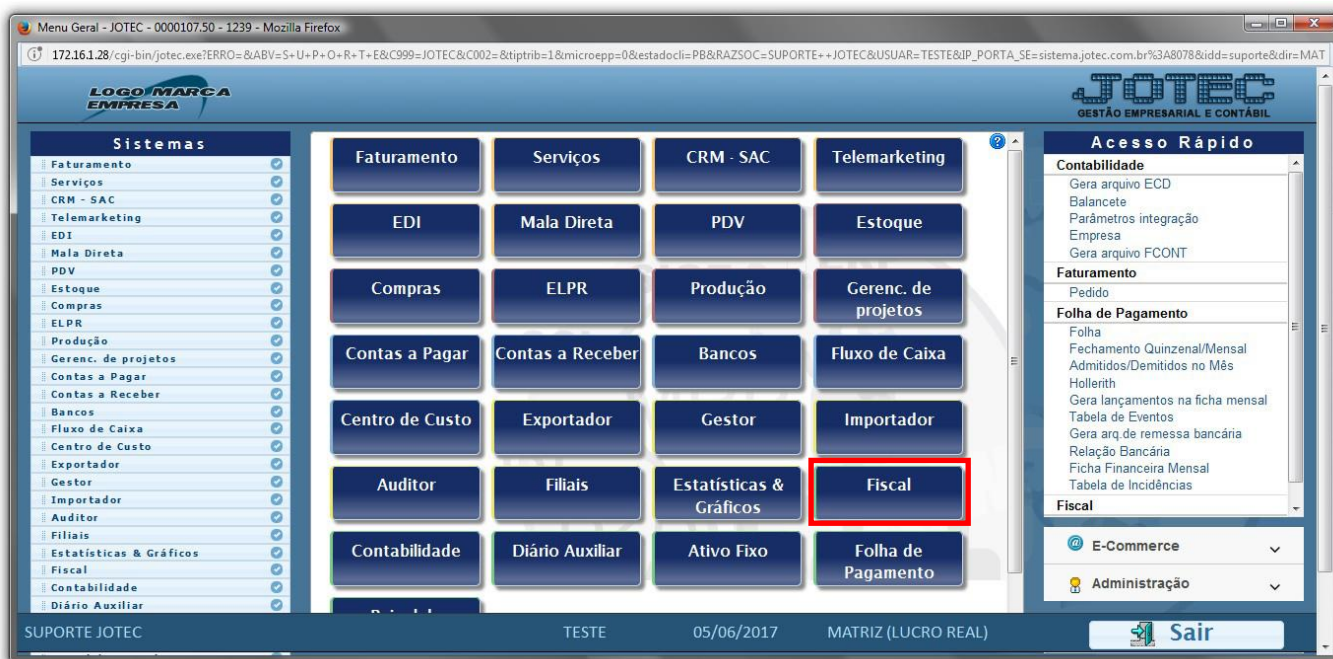 Menu Geral - JOTEC - 0000107.50 - 1239 - Mozilla Firefox
172.16.1.28/cgi-bin/jotec.exe?ERRO=&ABV=S+U+P+O+R+T+E&C999=JOTEC&C002=&tiptrib=1&microepp=0&estadocli=PB&RAZSOC=SUPORTE++JOTEC&USUAR=TESTE&IP_PORTA_SE=sistema.jotec.com.br%3A8078&idd=suporte&dir=MAT
LOGO MARCA
EMPRESA
JOTEC
GESTÃO EMPRESARIAL E CONTÁBIL
Sistemas
Faturamento
Serviços
CRM - SAC
Telemarketing
EDI
Mala Direta
PDV
Estoque
Compras
ELPR
Produção
Gerenc. de projetos
Contas a Pagar
Contas a Receber
Bancos
Fluxo de Caixa
Centro de Custo
Exportador
Gestor
Importador
Auditor
Filiais
Estatísticas & Gráficos
Fiscal
Contabilidade
Diário Auxiliar
Faturamento
Serviços
CRM - SAC
Telemarketing
EDI
Mala Direta
PDV
Estoque
Compras
ELPR
Produção
Gerenc. de
projetos
Contas a Pagar
Contas a Receber
Bancos
Fluxo de Caixa
Centro de Custo
Exportador
Gestor
Importador
Auditor
Filiais
Estatísticas &
Gráficos
Fiscal
Contabilidade
Diário Auxiliar
Ativo Fixo
Folha de
Pagamento
Acesso Rápido
Contabilidade
Gera arquivo ECD
Balancete
Parâmetros integração
Empresa
Gera arquivo FCONT
Faturamento
Pedido
Folha de Pagamento
Folha
Fechamento Quinzenal/Mensal
Admitidos/Demitidos no Mês
Hollerith
Gera lançamentos na ficha mensal
Tabela de Eventos
Gera arq.de remessa bancária
Relação Bancária
Ficha Financeira Mensal
Tabela de Incidências
Fiscal
E-Commerce
Administração
SUPORTE JOTEC
TESTE
05/06/2017
MATRIZ (LUCRO REAL)
Sair